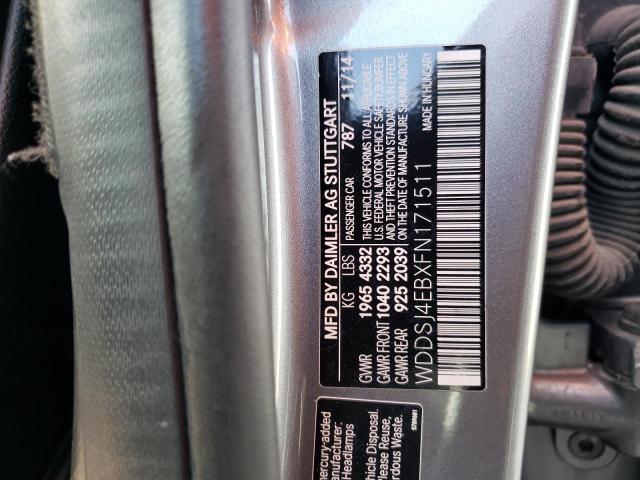 MFD BY DAIMLER AG STUTTGART
KG LBS PASSENGER CAR 787 11/14
GVWR 1965 4332 THIS VEHICLE CONFORMS TO ALL APPLICABLE
GAWR FRONT 1040 2293 U.S. FEDERAL MOTOR VEHICLE SAFETY, BUMPER
AND THEFT PREVENTION STANDARDS IN EFFECT
GAWR REAR 925 2039 ON THE DATE OF MANUFACTURE SHOWN ABOVE
WDDSJ4EBXFN171511 MADE IN HUNGARY
mercury-added
anufacturer:
Headlamps
hicle Disposal.
Please Reuse,
ardous Waste.